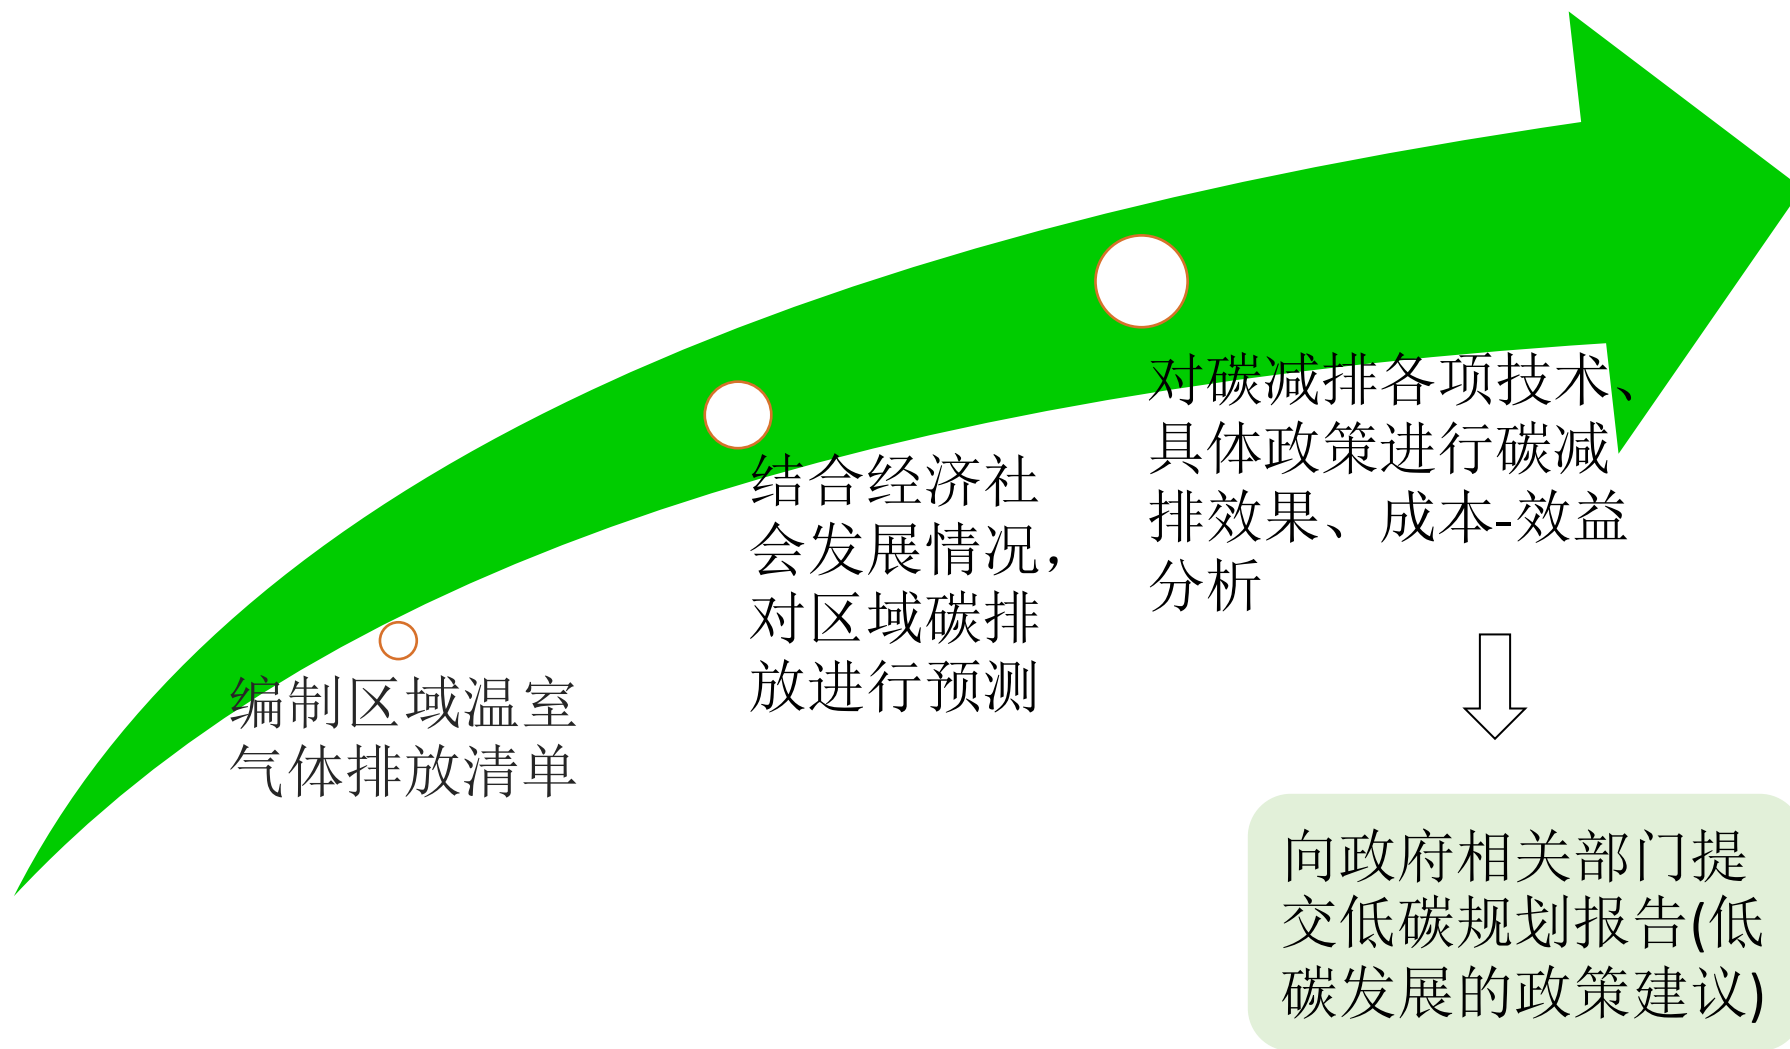 编制区域温室
气体排放清单
结合经济社
会发展情况，
对区域碳排
放进行预测
对碳减排各项技术、
具体政策进行碳减
排效果、成本-效益
分析
向政府相关部门提
交低碳规划报告(低
碳发展的政策建议)